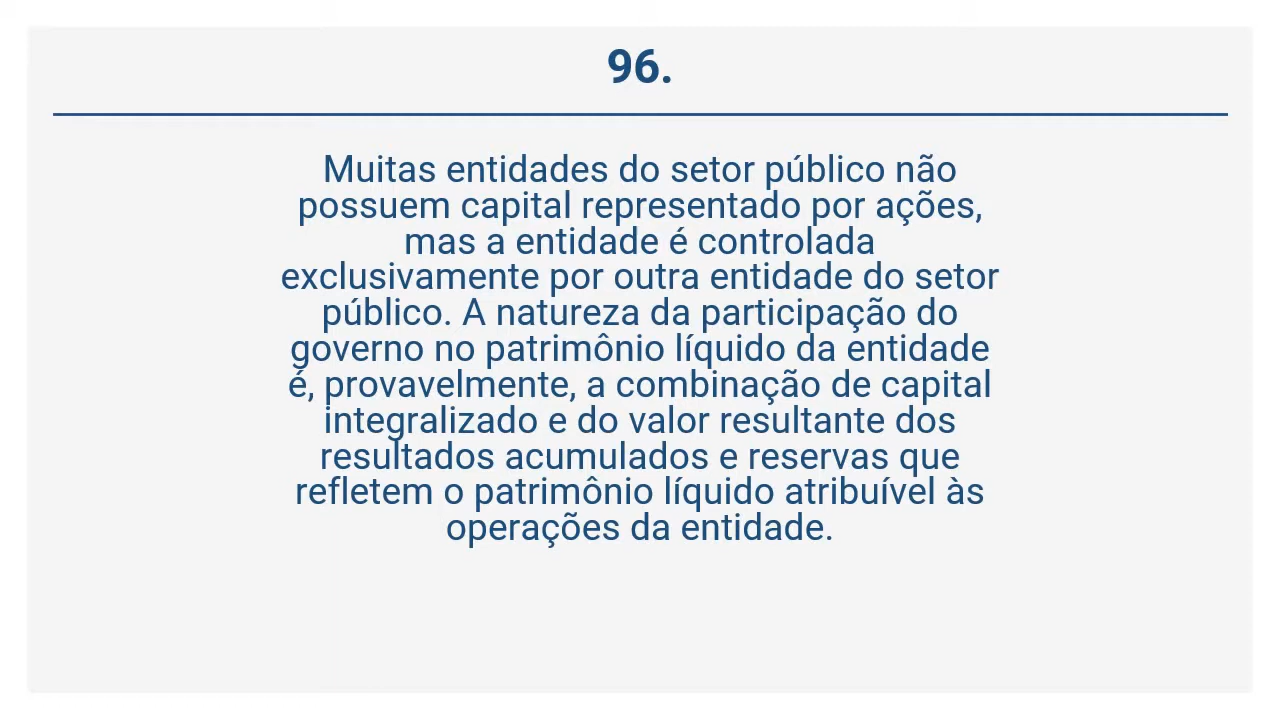 96.
Muitas entidades do setor público não
possuem capital representado por ações,
mas a entidade é controlada
exclusivamente por outra entidade do setor
público. A natureza da participação do
governo no patrimônio líquido da entidade
é, provavelmente, a combinação de capital
integralizado e do valor resultante dos
resultados acumulados e reservas que
refletem o patrimônio líquido atribuível às
operações da entidade.